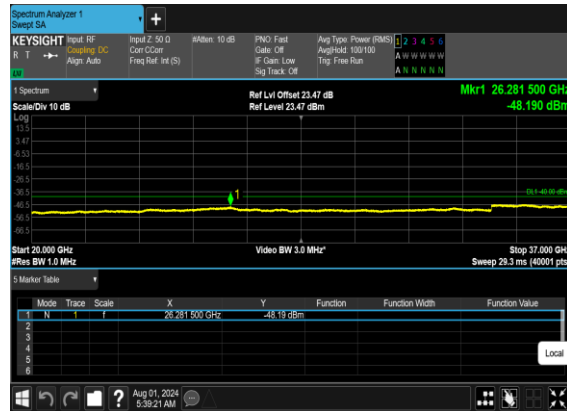 Spectrum Analyzer 1
Swept SA
+
KEYSIGHT Input: RF Input Z: 50 Ω #Atten: 10 dB PNO: Fast Avg Type: Power (RMS) 1 2 3 4 5 6
R T Coupling: DC Corr CCorr Gate: Off Avg|Hold: 100/100 A W W W W W
Align: Auto Freq Ref: Int (S) IF Gain: Low Trig: Free Run
Sig Track: Off A N N N N N
1 Spectrum Ref Lvl Offset 23.47 dB Mkr1 26.281 500 GHz
Scale/Div 10 dB Ref Level 23.47 dBm -48.190 dBm
Log
13.5
3.47
-6.53
-16.5
-26.5
-36.5 1 DL1 -40.00 dBm
-46.5
-56.5
-66.5
Start 20.000 GHz Video BW 3.0 MHz* Stop 37.000 GHz
#Res BW 1.0 MHz Sweep 29.3 ms (40001 pts)
5 Marker Table
Mode Trace Scale X Y Function Function Width Function Value
1 N 1 f 26.281 500 GHz -48.19 dBm
2
3
4
5
6
Local
? Aug 01, 2024
5:39:21 AM